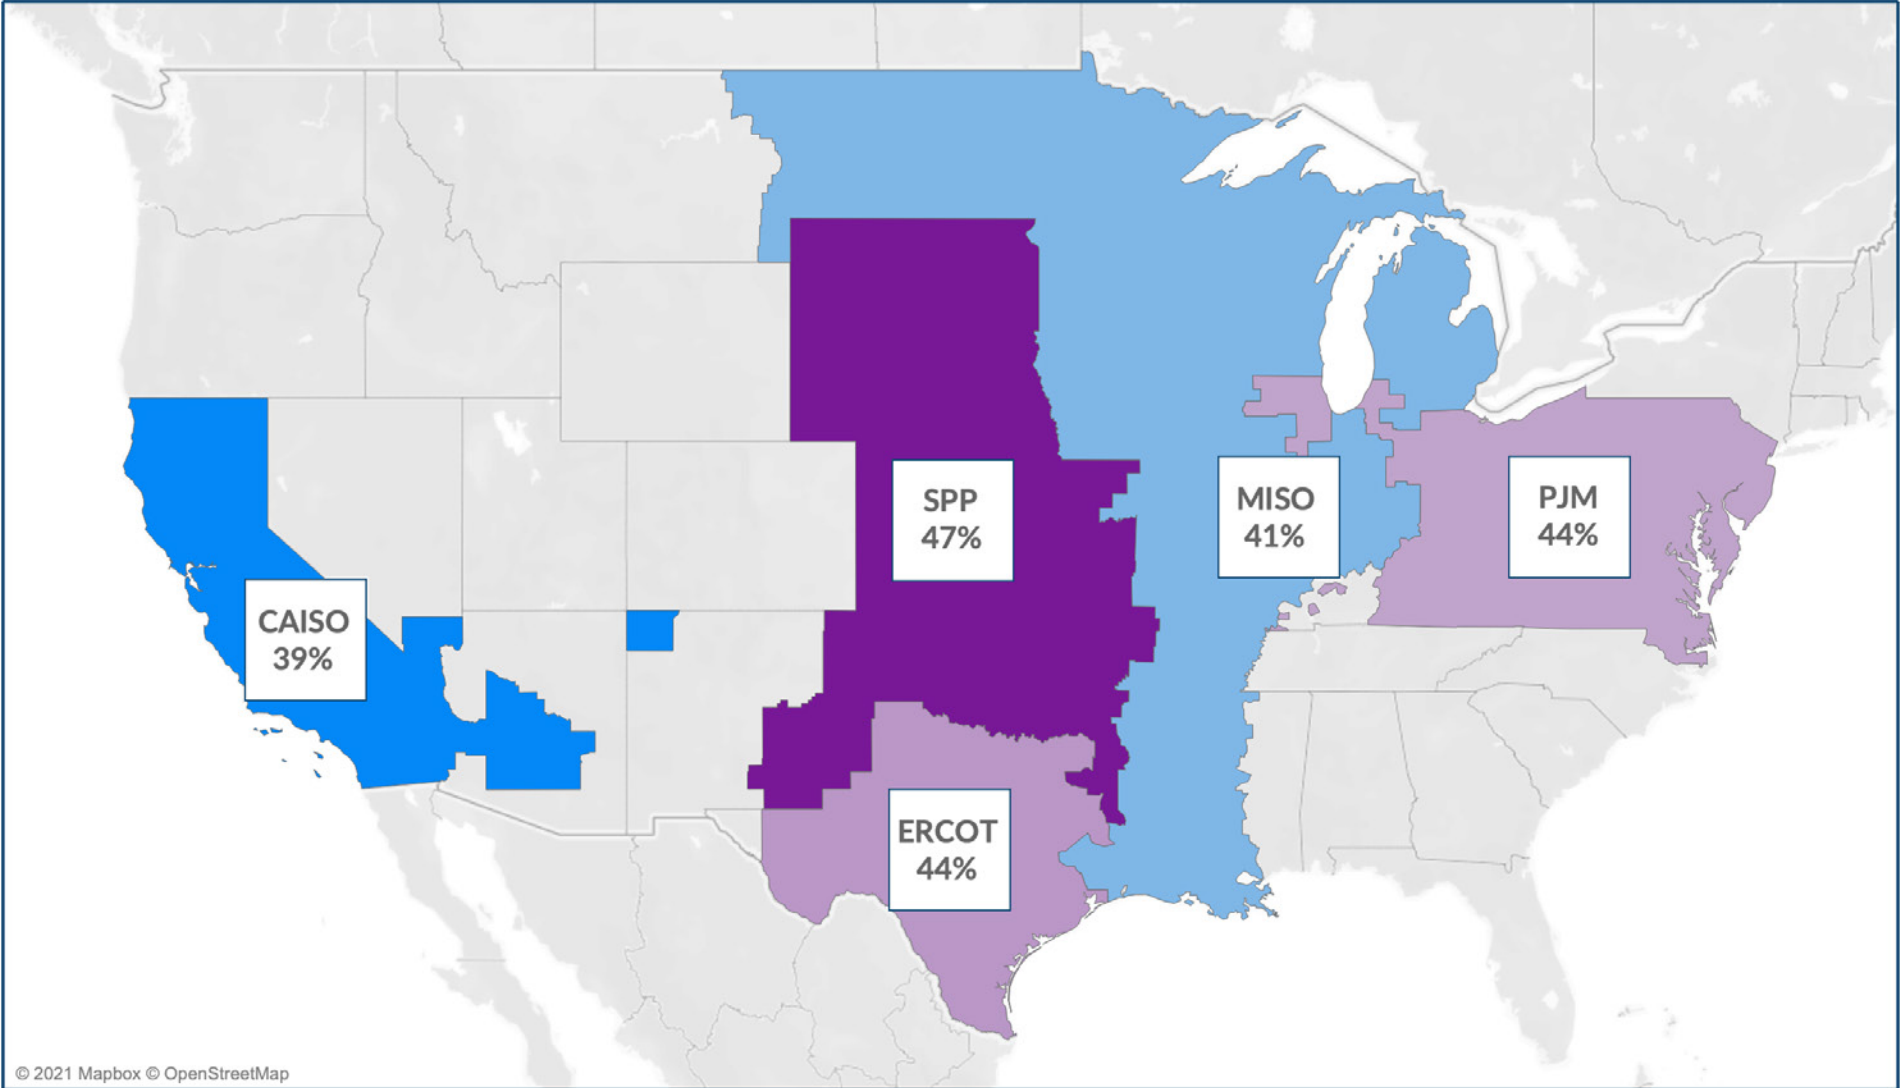 SPP
47%
MISO
41%
PJM
44%
CAISO
39%
ERCOT
44%
© 2021 Mapbox © OpenStreetMap